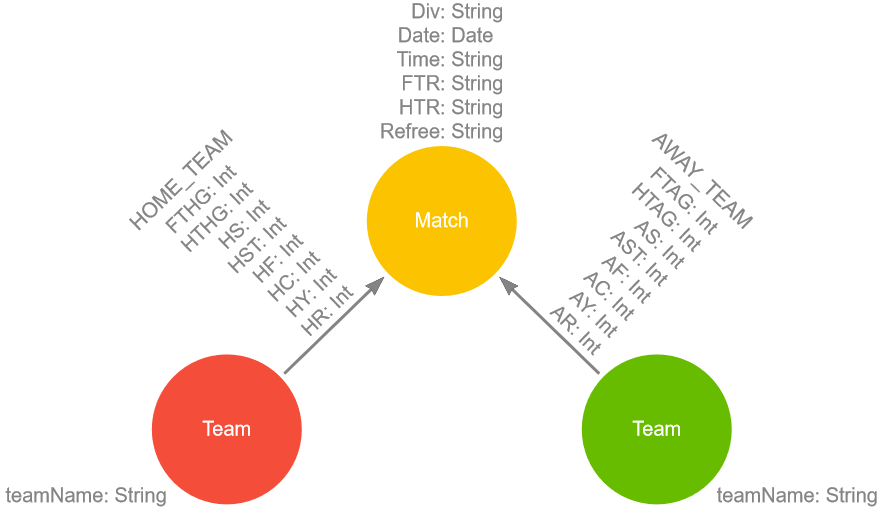 Div: String
Date: Date
Time: String
FTR: String
HTR: String
Refree: String
HOME_TEAM
FTHG: Int
HTHG: Int
HS: Int
HST: Int
HF: Int
HC: Int
HY: Int
HR: Int
AWAY_TEAM
FTAG: Int
HTAG: Int
AS: Int
AST: Int
AF: Int
AC: Int
AY: Int
AR: Int
Match
Team
Team
teamName: String
teamName: String